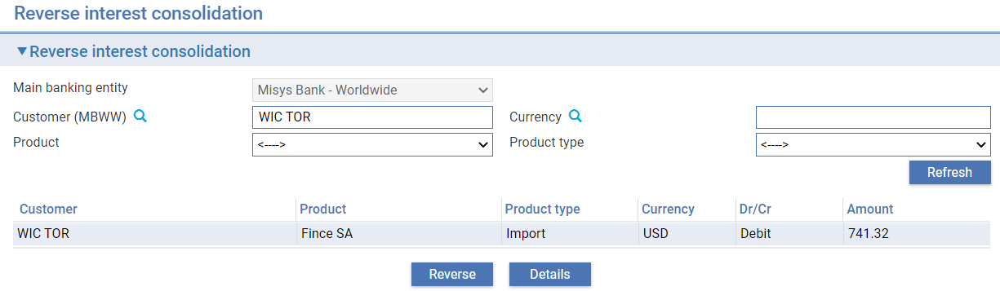 Reverse interest consolidation
Reverse interest consolidation
Main banking entity Misys Bank - Worldwide
Customer (MBWW) WIC TOR Currency
Product <----> Product type <---->
Refresh
Customer Product Product type Currency Dr/Cr Amount
WIC TOR Fince SA Import USD Debit 741.32
Reverse Details